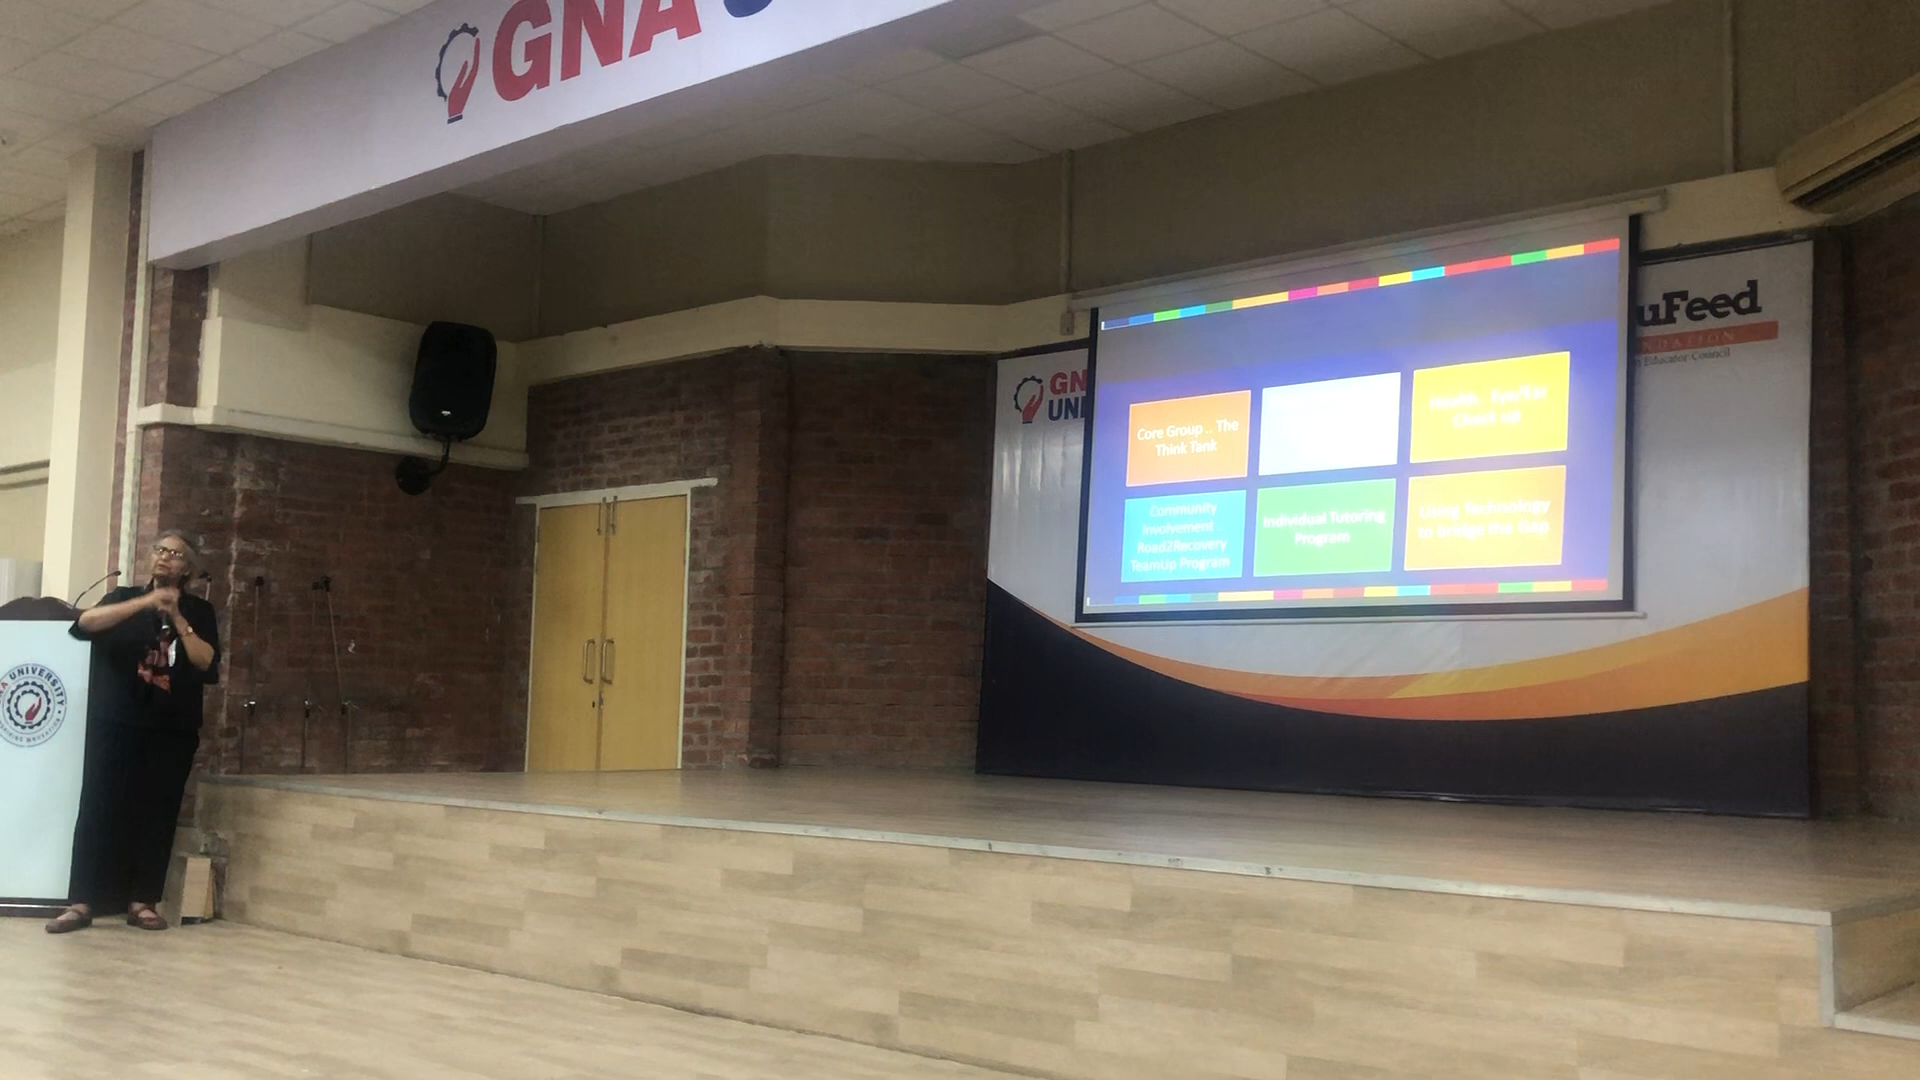 GNA
uFeed
NDATION
Educator Council
GN
UNI
Core Group .. The
Think Tank
Health.. Eye/Ear
Check up
Community
Involvement..
Road2Recovery
TeamUp Program
Individual Tutoring
Program
Using Technology
to bridge the Gap
UNIVERSITY